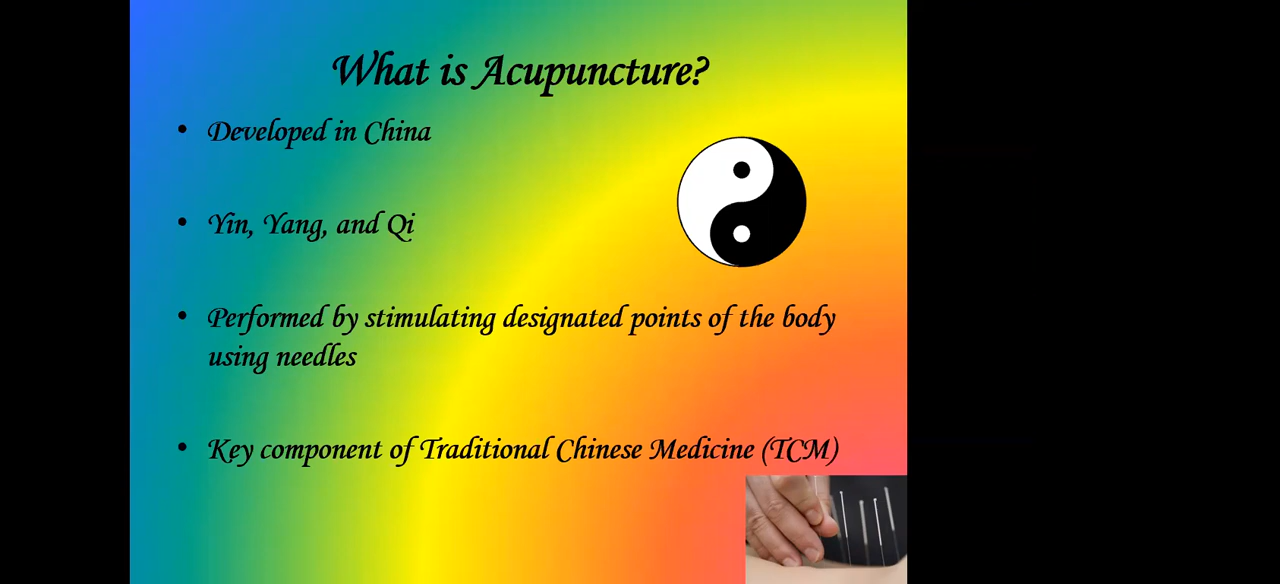 What is Acupuncture?
• Developed in China
• Yin, Yang, and Qi
• Performed by stimulating designated points of the body
using needles
• Key component of Traditional Chinese Medicine (TCM)